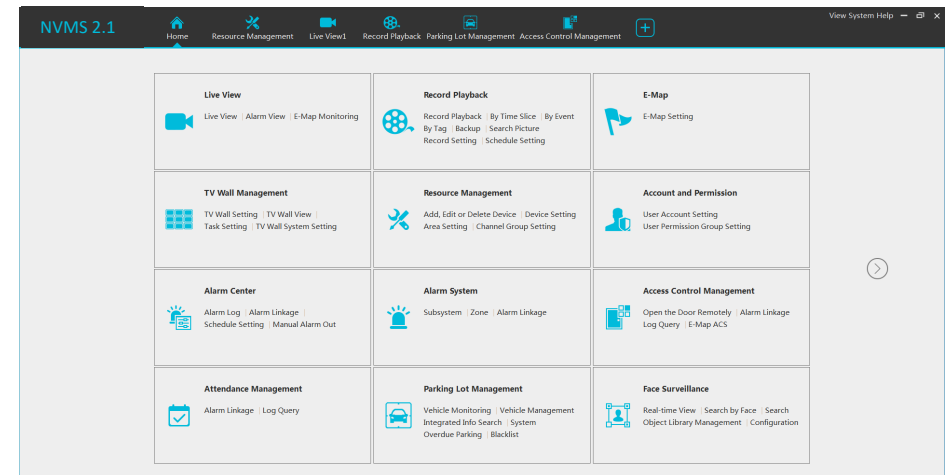 NVMS 2.1
Home Resource Management Live View1 Record Playback Parking Lot Management Access Control Management
View System Help
Live View
Live View | Alarm View | E-Map Monitoring
Record Playback
Record Playback | By Time Slice | By Event
By Tag | Backup | Search Picture
Record Setting | Schedule Setting
E-Map
E-Map Setting
TV Wall Management
TV Wall Setting | TV Wall View |
Task Setting | TV Wall System Setting
Resource Management
Add, Edit or Delete Device | Device Setting
Area Setting | Channel Group Setting
Account and Permission
User Account Setting
User Permission Group Setting
Alarm Center
Alarm Log | Alarm Linkage |
Schedule Setting | Manual Alarm Out
Alarm System
Subsystem | Zone | Alarm Linkage
Access Control Management
Open the Door Remotely | Alarm Linkage
Log Query | E-Map ACS
Attendance Management
Alarm Linkage | Log Query
Parking Lot Management
Vehicle Monitoring | Vehicle Management
Integrated Info Search | System
Overdue Parking | Blacklist
Face Surveillance
Real-time View | Search by Face | Search
Object Library Management | Configuration